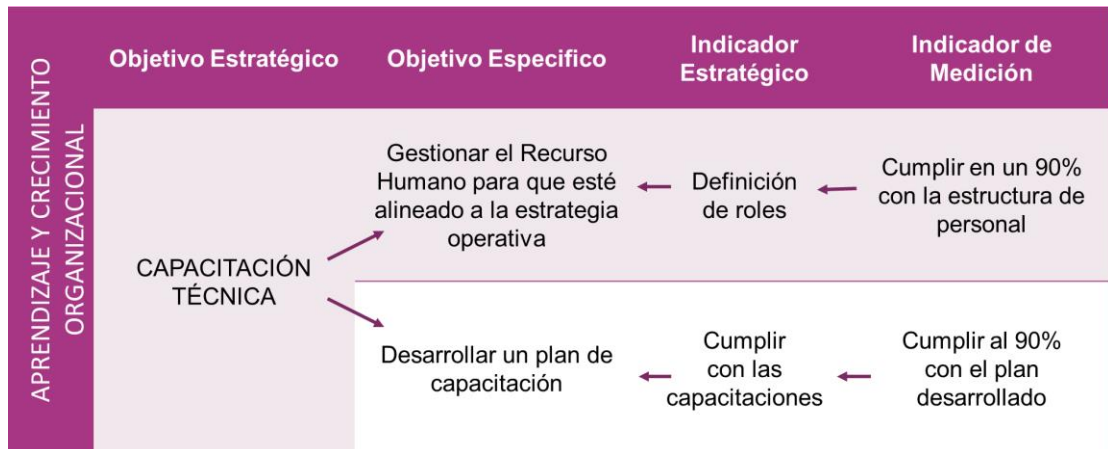 APRENDIZAJE Y CRECIMIENTO
ORGANIZACIONAL
Objetivo Estratégico
Objetivo Especifico
Indicador
Estratégico
Indicador de
Medición
CAPACITACIÓN
TÉCNICA
Gestionar el Recurso
Humano para que esté
alineado a la estrategia
operativa
Definición
de roles
Cumplir en un 90%
con la estructura de
personal
Desarrollar un plan de
capacitación
Cumplir
con las
capacitaciones
Cumplir al 90%
con el plan
desarrollado